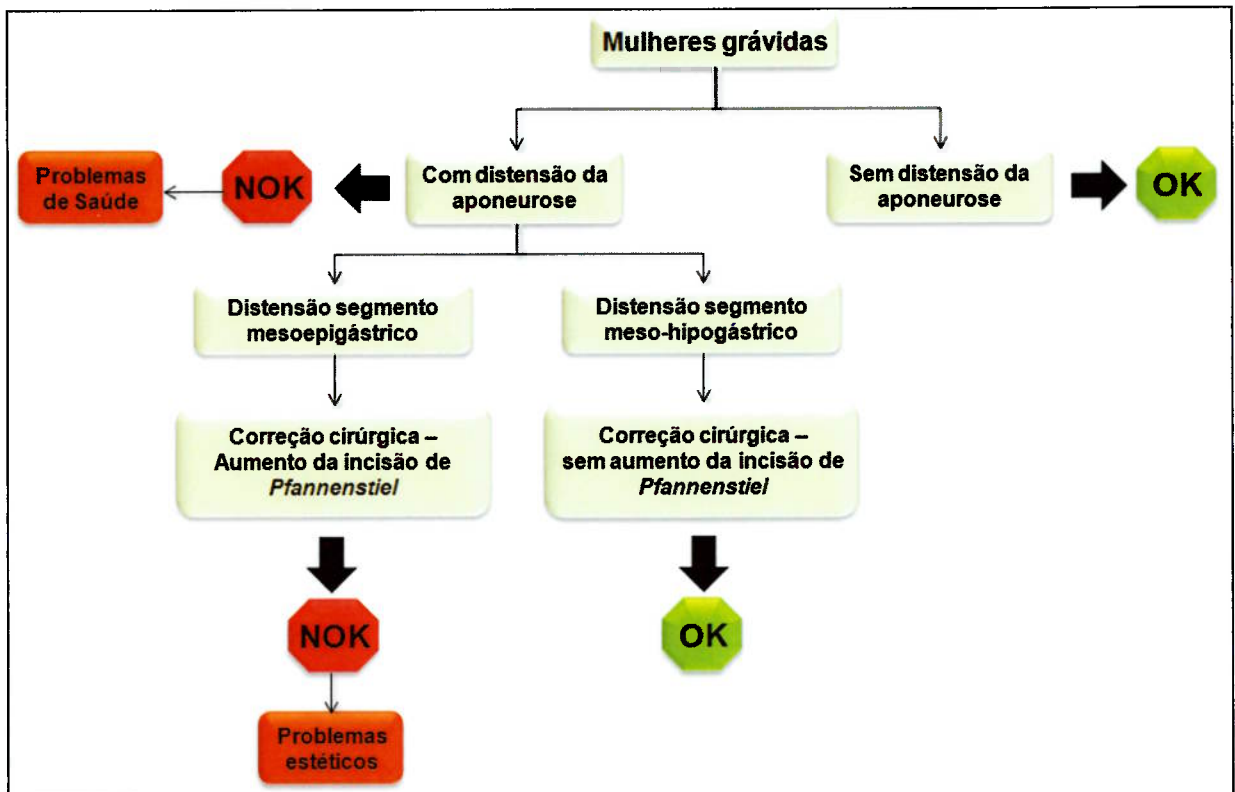 Mulheres grávidas
Problemas
de Saúde
NOK
Com distensão da
aponeurose
Sem distensão da
aponeurose
OK
Distensão segmento
mesoepigástrico
Distensão segmento
meso-hipogástrico
Correção cirúrgica –
Aumento da incisão de
Pfannenstiel
Correção cirúrgica –
sem aumento da incisão de
Pfannenstiel
NOK
OK
Problemas
estéticos